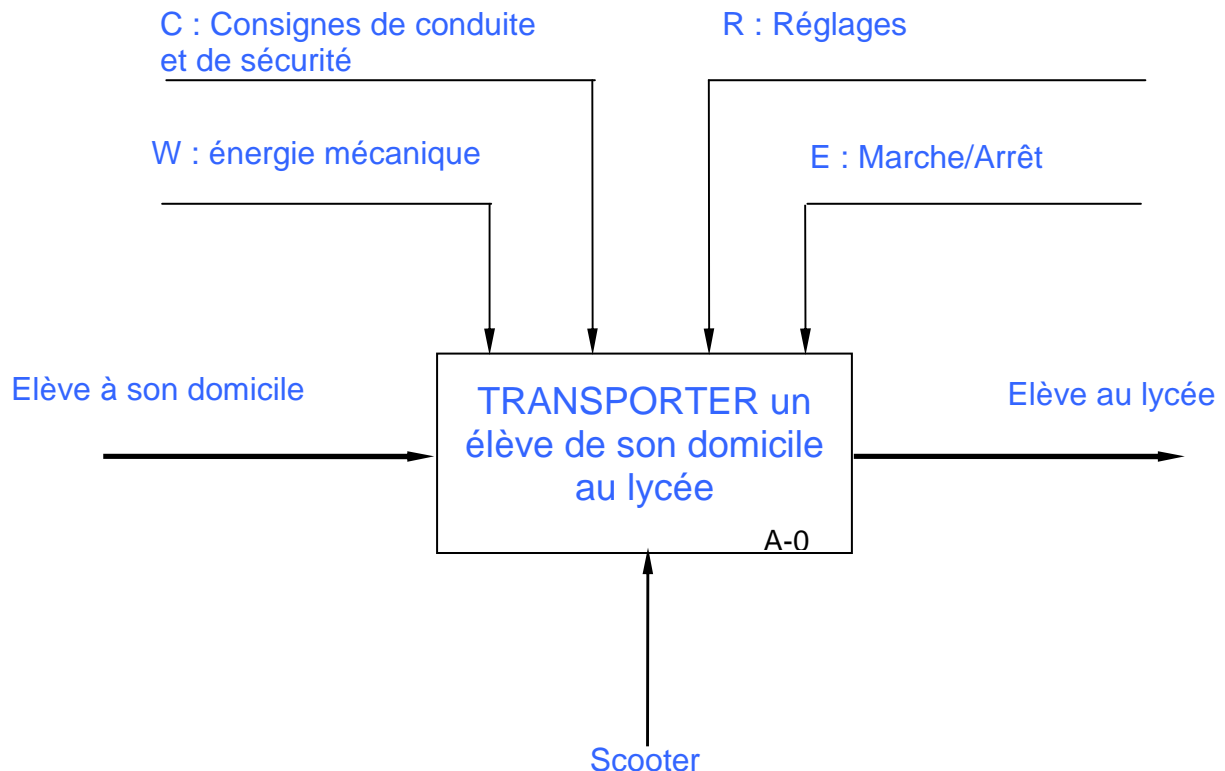 C : Consignes de conduite
et de sécurité
R : Réglages
W : énergie mécanique
E : Marche/Arrêt
Elève à son domicile
TRANSPORTER un
élève de son domicile
au lycée
A-0
Elève au lycée
Scooter